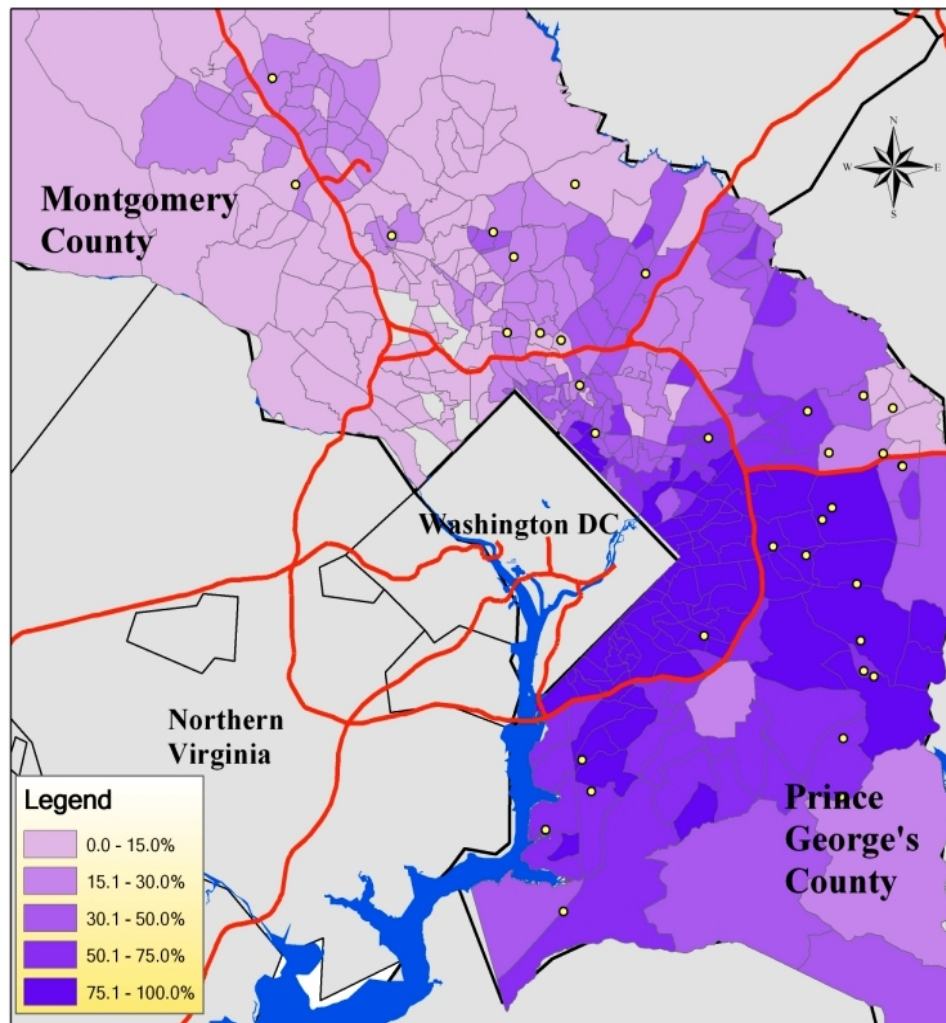 N
W
E
S
Montgomery
County
Washington DC
Northern
Virginia
Prince
George's
County
Legend
0.0 - 15.0%
15.1 - 30.0%
30.1 - 50.0%
50.1 - 75.0%
75.1 - 100.0%